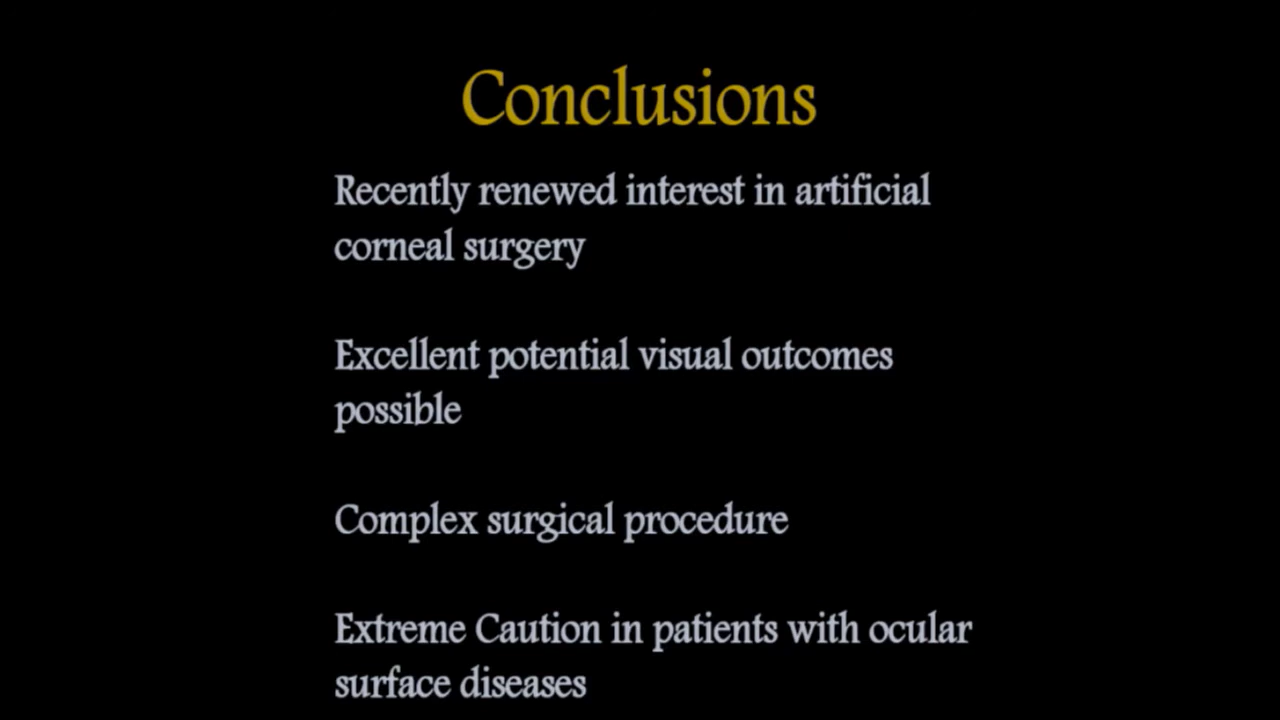 Conclusions
Recently renewed interest in artificial
corneal surgery
Excellent potential visual outcomes
possible
Complex surgical procedure
Extreme Caution in patients with ocular
surface diseases